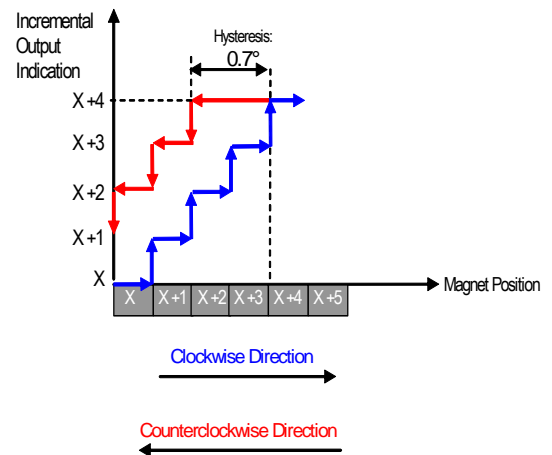 Incremental
Output
Indication
Hysteresis:
0.7°
X +4
X +3
X +2
X +1
X
X X +1 X +2 X +3 X +4 X +5
Magnet Position
Clockwise Direction
Counterclockwise Direction